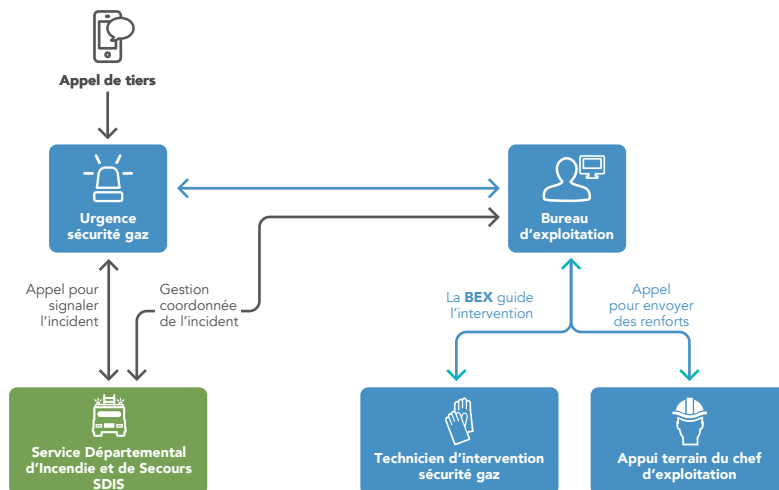 Appel de tiers
Urgence
sécurité gaz
Bureau
d'exploitation
Appel pour
signaler
l'incident
Gestion
coordonnée
de l'incident
La BEX guide
l'intervention
Appel
pour envoyer
des renforts
Service Départemental
d'Incendie et de Secours
SDIS
Technicien d'intervention
sécurité gaz
Appui terrain du chef
d'exploitation